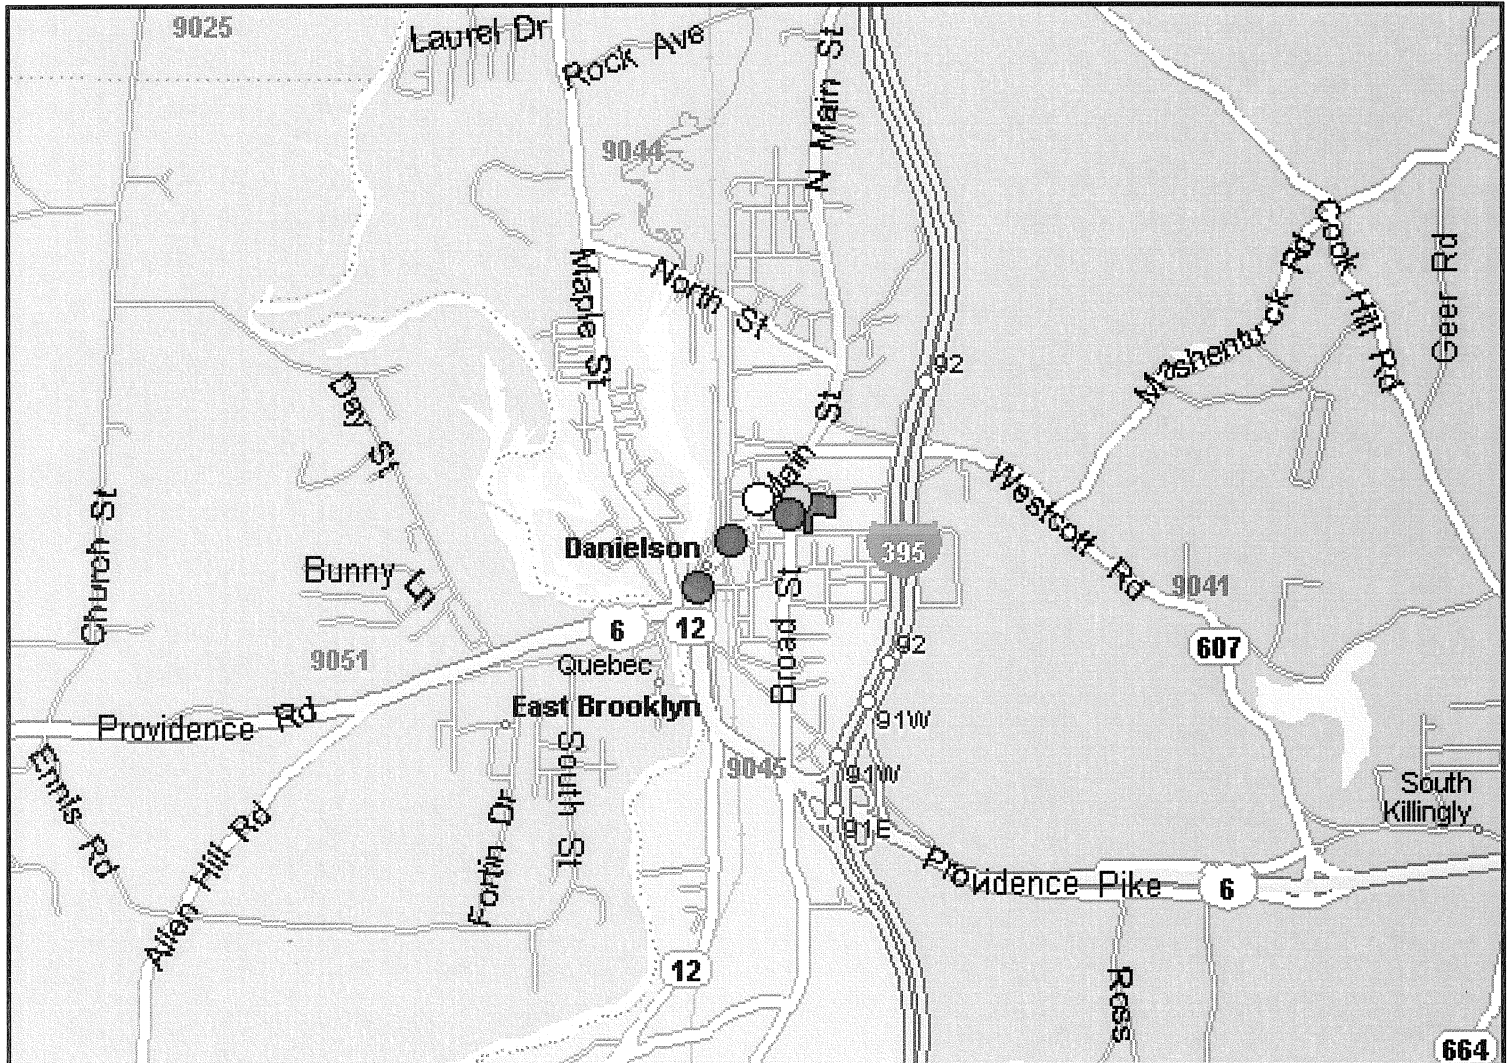 9025
Laurel Dr
Rock Ave
N Main St
9044
Cook Hill Rd
Geer Rd
Mashentuck Rd
Maple St
North St
92
Day St
Main St
Westcott Rd
Church St
Danielson
395
Bunny Ln
9041
6
12
607
9051
Quebec
Broad St
92
East Brooklyn
91W
Providence Rd
Ennis Rd
South St
9045
91W
South
Killingly
91E
Allen Hill Rd
Fortin Dr
Providence Pike
6
12
Ross
664